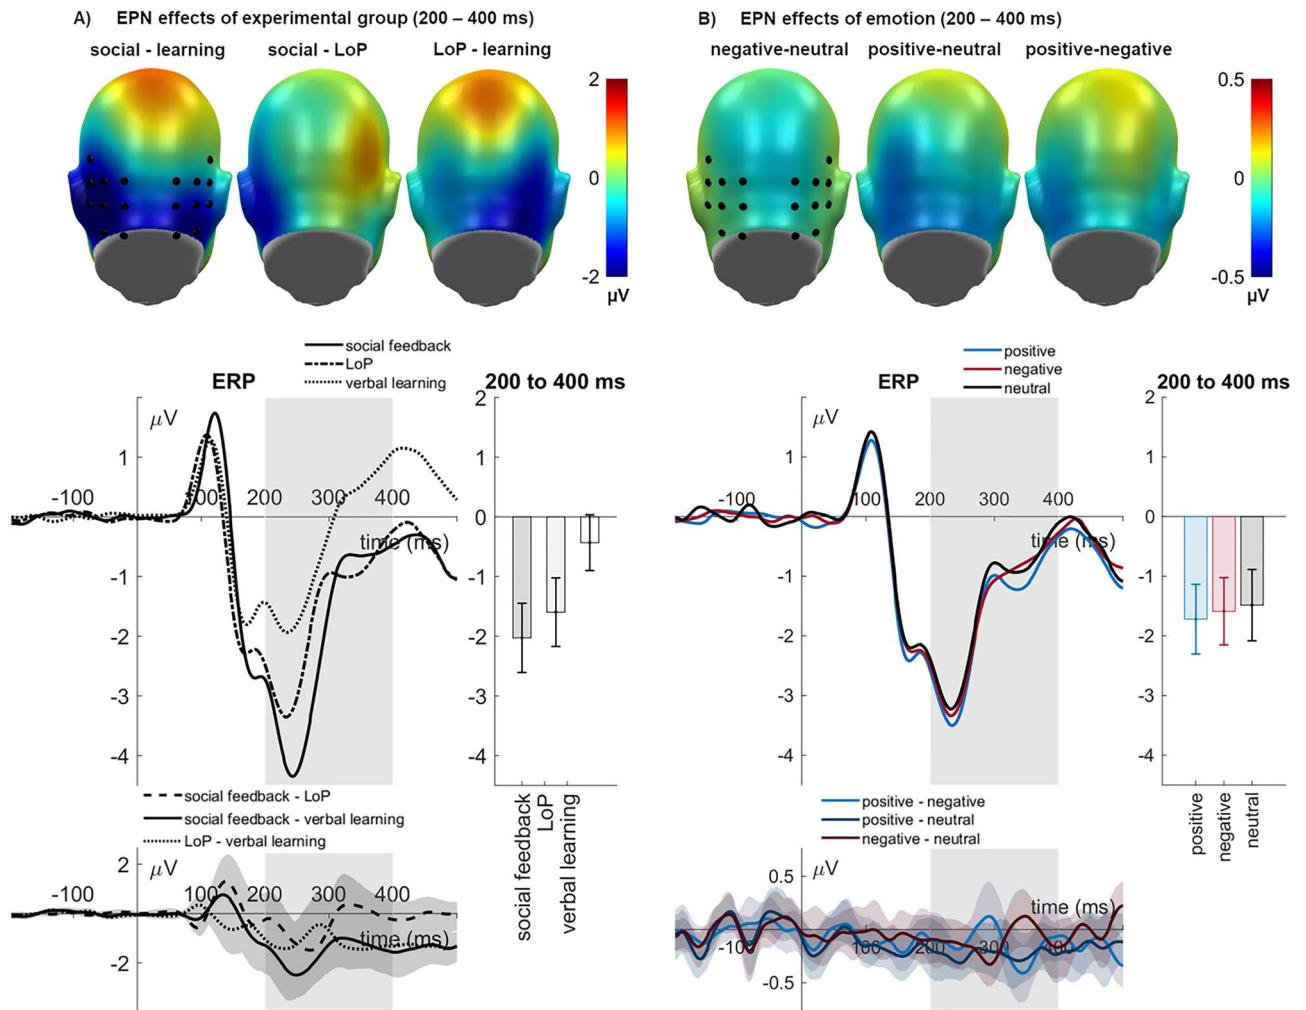 A) EPN effects of experimental group (200 – 400 ms)
social - learning social - LoP LoP - learning
2
0
-2
µV
B) EPN effects of emotion (200 – 400 ms)
negative-neutral positive-neutral positive-negative
0.5
0
-0.5
µV
social feedback
LoP
verbal learning
ERP
µV
1
-1
-2
-3
-4
-100 100 200 300 400
time (ms)
200 to 400 ms
2
1
0
-1
-2
-3
-4
social feedback
LoP
verbal learning
positive
negative
neutral
ERP
µV
1
-1
-2
-3
-4
-100 100 200 300 400
time (ms)
200 to 400 ms
2
1
0
-1
-2
-3
-4
positive
negative
neutral
social feedback - LoP
social feedback - verbal learning
LoP - verbal learning
µV
2
-2
-100 100 200 300 400
time (ms)
positive - negative
positive - neutral
negative - neutral
µV
0.5
-0.5
time (ms)
100 200 300 400